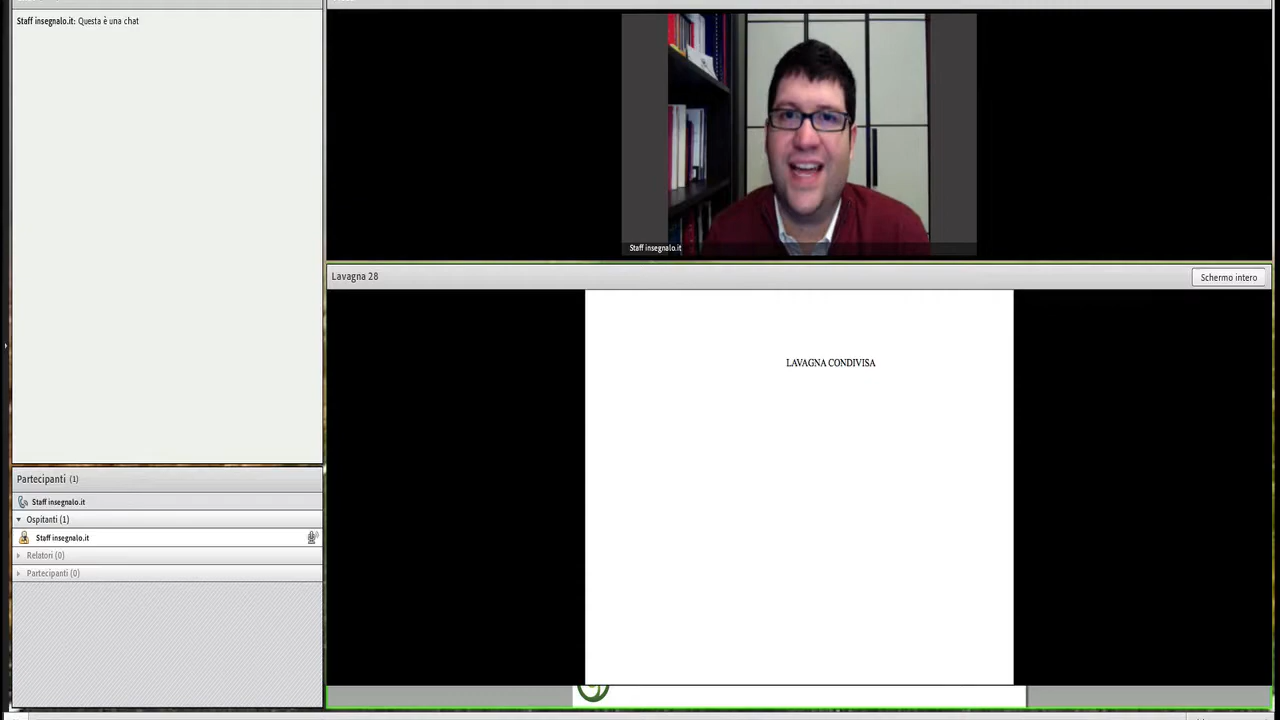 Staff insegnalo.it: Questa è una chat
Staff insegnalo.it
Lavagna 28
Schermo intero
LAVAGNA CONDIVISA
Partecipanti (1)
Staff insegnalo.it
Ospitanti (1)
Staff insegnalo.it
Relatori (0)
Partecipanti (0)